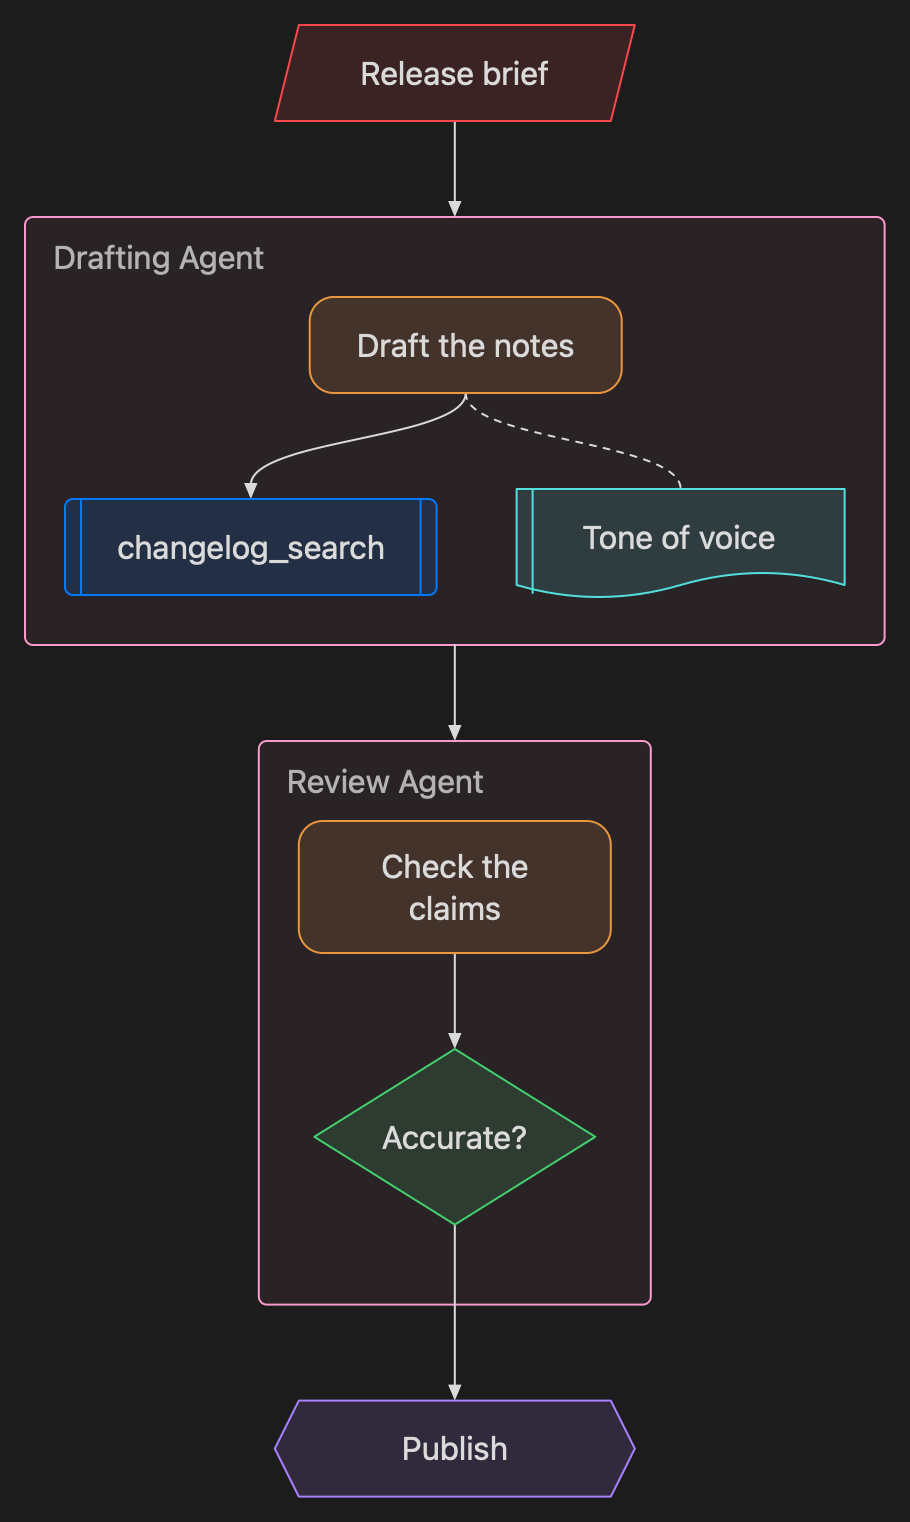 Release brief
Drafting Agent
Draft the notes
changelog_search
Tone of voice
Review Agent
Check the
claims
Accurate?
Publish